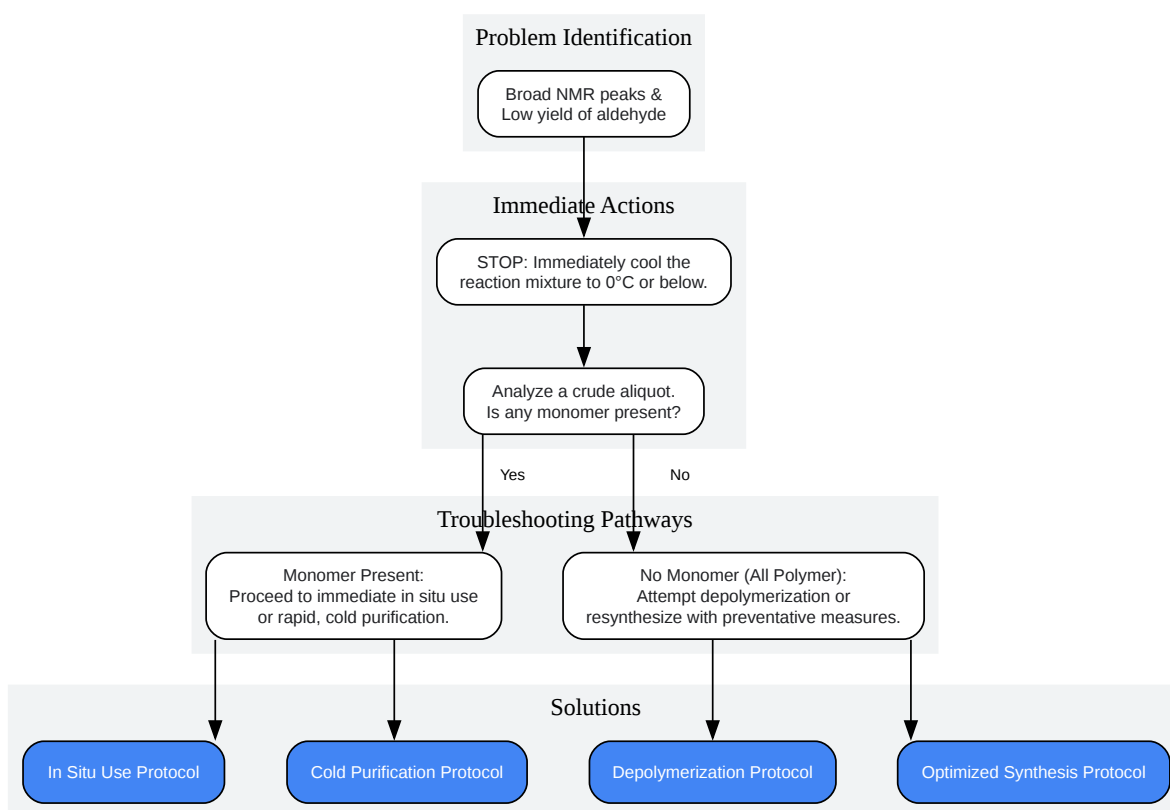 Problem Identification
Broad NMR peaks &
Low yield of aldehyde
Immediate Actions
STOP: Immediately cool the
reaction mixture to 0°C or below.
Analyze a crude aliquot.
Is any monomer present?
Yes
No
Troubleshooting Pathways
Monomer Present:
Proceed to immediate in situ use
or rapid, cold purification.
No Monomer (All Polymer):
Attempt depolymerization or
resynthesize with preventative measures.
Solutions
In Situ Use Protocol
Cold Purification Protocol
Depolymerization Protocol
Optimized Synthesis Protocol